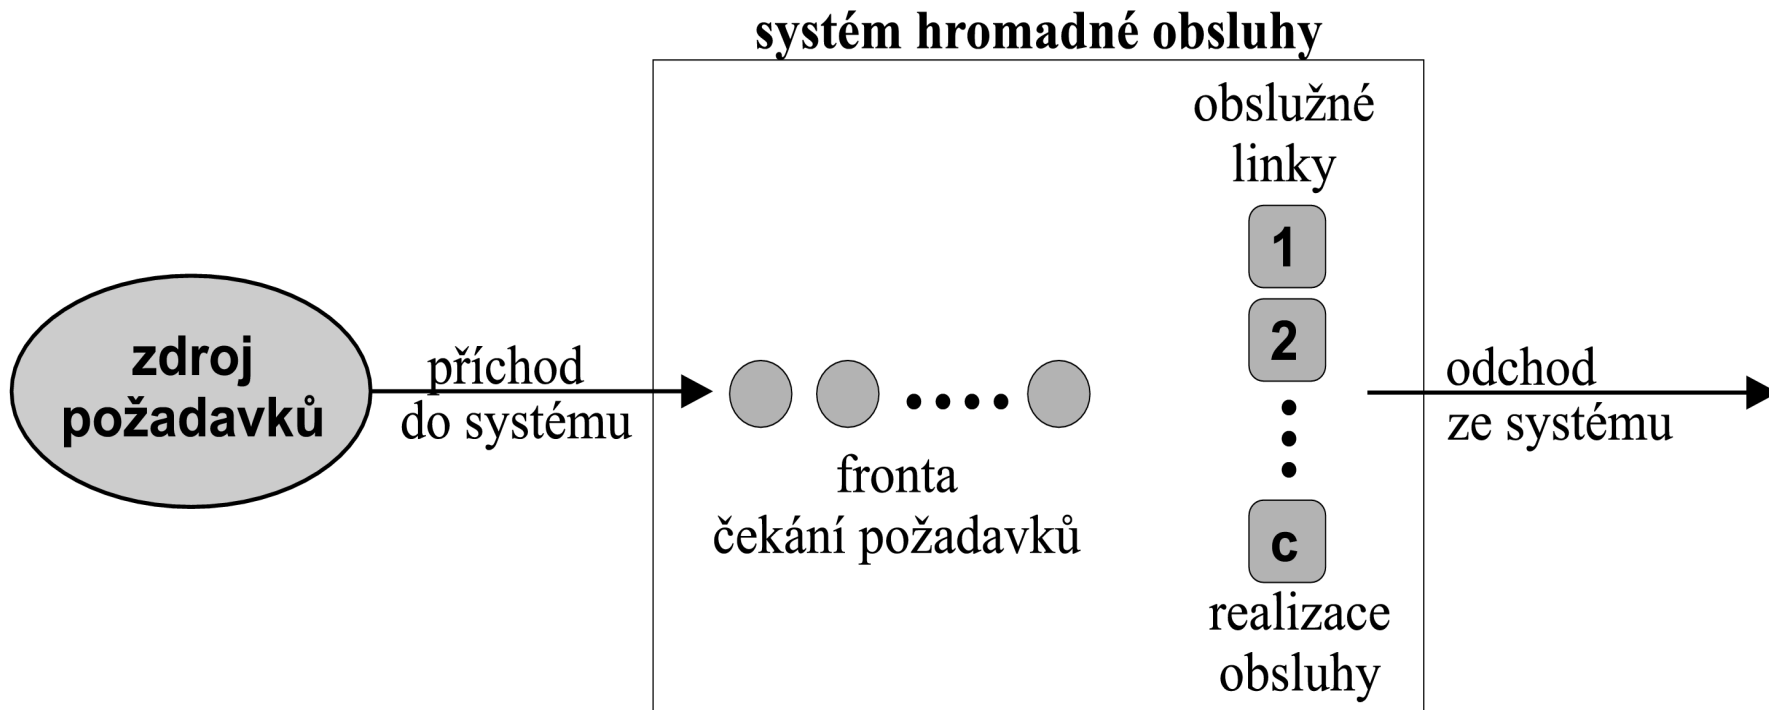 systém hromadné obsluhy
zdroj
požadavků
příchod
do systému
fronta
čekání požadavků
obslužné
linky
1
2
c
realizace
obsluhy
odchod
ze systému